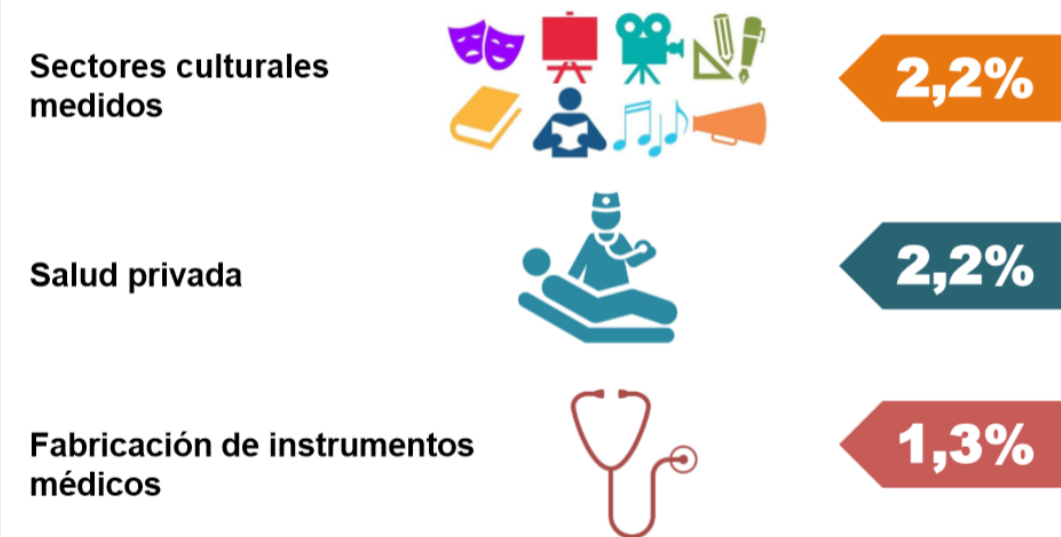 Sectores culturales
medidos
2,2%
Salud privada
2,2%
Fabricación de instrumentos
médicos
1,3%